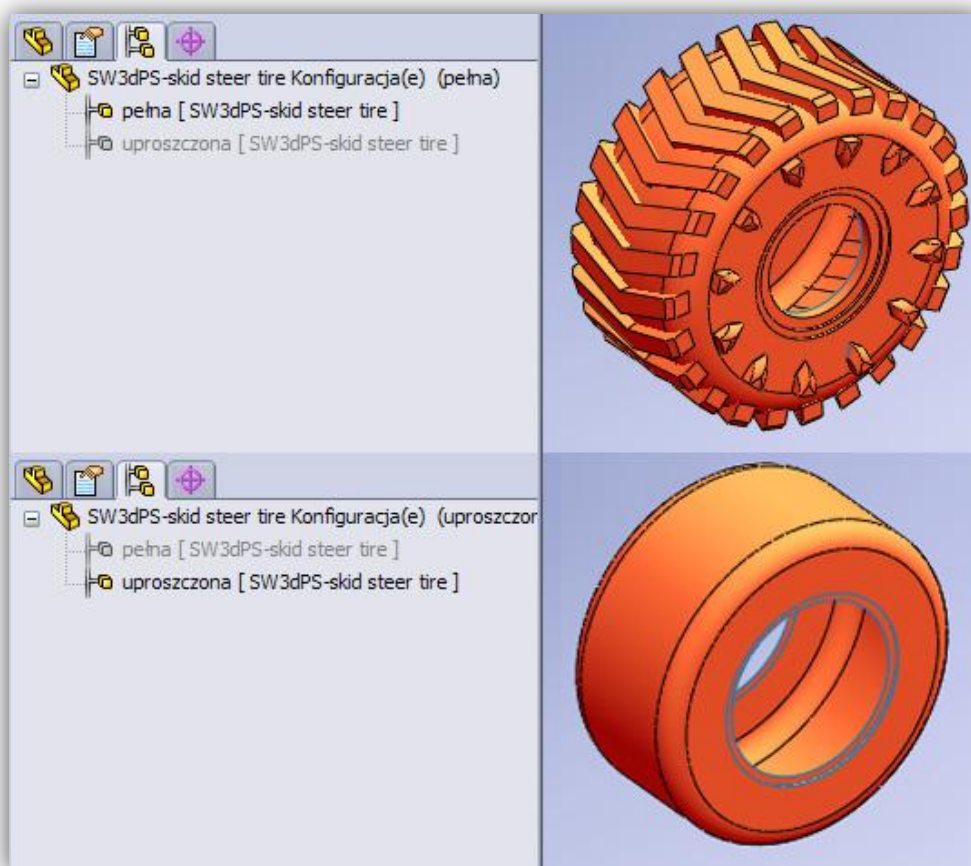 SW3dPS-skid steer tire Konfiguracja(e) (pełna)
pełna [ SW3dPS-skid steer tire ]
uproszczona [ SW3dPS-skid steer tire ]
SW3dPS-skid steer tire Konfiguracja(e) (uproszczor
pełna [ SW3dPS-skid steer tire ]
uproszczona [ SW3dPS-skid steer tire ]